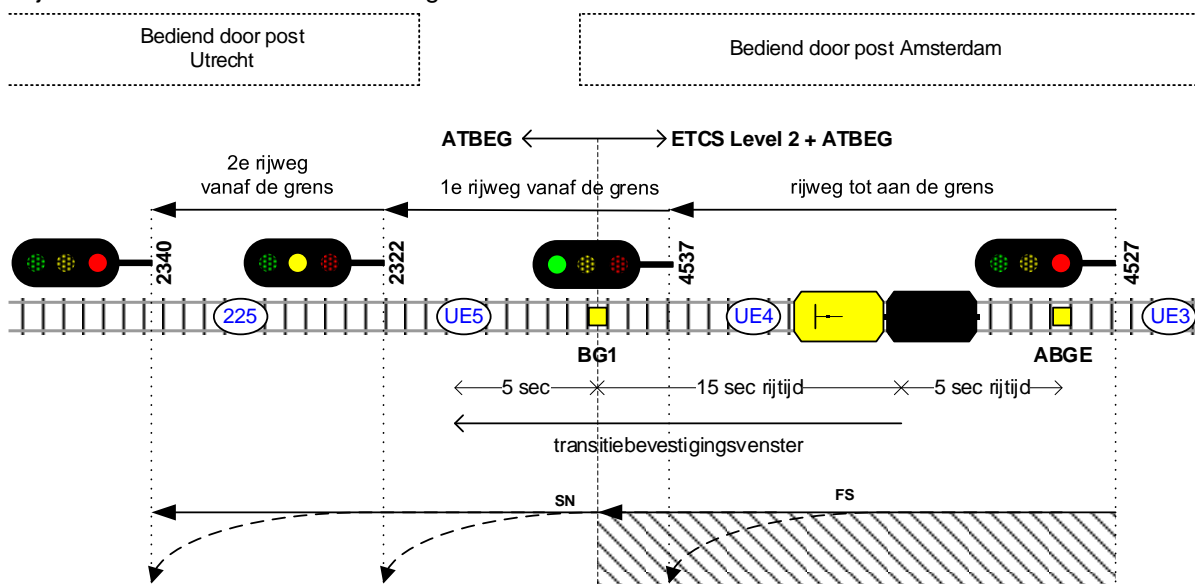 Bediend door post
Utrecht
Bediend door post Amsterdam
ATBEG
ETCS Level 2 + ATBEG
2e rijweg
vanaf de grens
1e rijweg vanaf de grens
rijweg tot aan de grens
2340
2322
4537
4527
225
UE5
UE4
UE3
BG1
ABGE
5 sec
15 sec rijtijd
5 sec rijtijd
transitiebevestigingsvenster
SN
FS